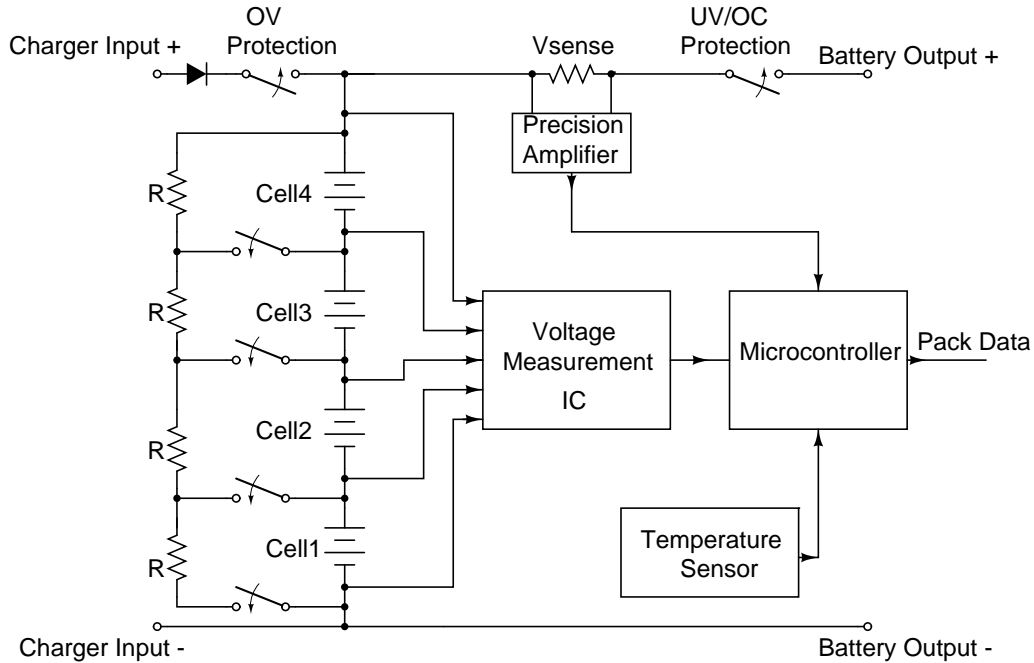 OV
Protection
UV/OC
Protection
Charger Input +
Vsense
Battery Output +
Precision
Amplifier
R
Cell4
R
Cell3
Voltage
Measurement
IC
Microcontroller
Pack Data
R
Cell2
R
Cell1
Temperature
Sensor
Charger Input -
Battery Output -